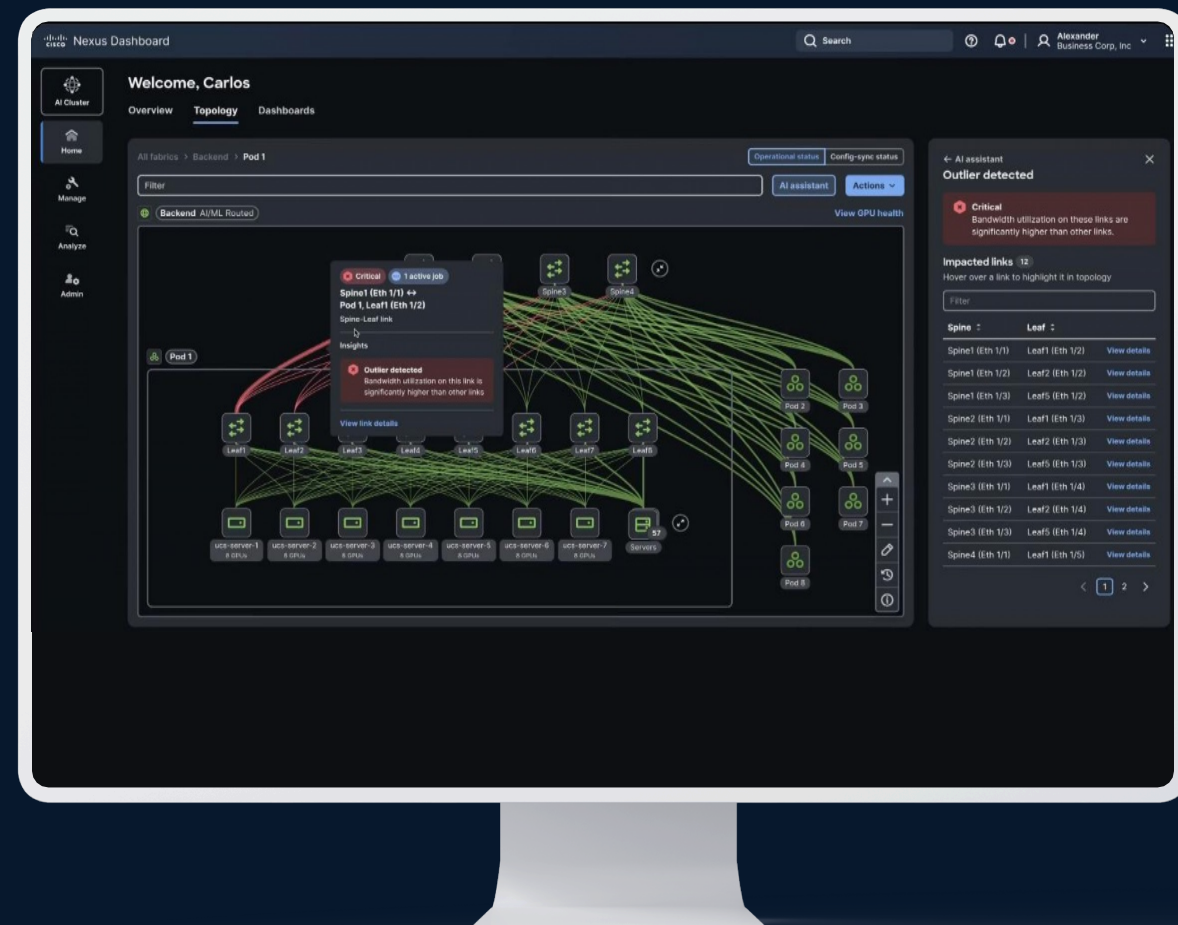 CISCO Nexus Dashboard
Search
Alexander
Business Corp, Inc
AI Cluster
Home
Manage
Analyze
Admin
Welcome, Carlos
Overview Topology Dashboards
All fabrics > Backend > Pod 1
Operational status Config-sync status
Filter
AI assistant
Actions
Backend AI/ML Routed
View GPU health
Spine3
Spine4
Critical 1 active job
Spine1 (Eth 1/1) ↔
Pod 1, Leaf1 (Eth 1/2)
Spine-Leaf link
Insights
Outlier detected
Bandwidth utilization on this link is
significantly higher than other links
View link details
Pod 1
Leaf1 Leaf2 Leaf3 Leaf4 Leaf5 Leaf6 Leaf7 Leaf8
ucs-server-1 ucs-server-2 ucs-server-3 ucs-server-4 ucs-server-5 ucs-server-6 ucs-server-7
8 GPUs 8 GPUs 8 GPUs 8 GPUs 8 GPUs 8 GPUs 8 GPUs
57
Servers
Pod 2 Pod 3
Pod 4 Pod 5
Pod 6 Pod 7
Pod 8
← AI assistant
Outlier detected
Critical
Bandwidth utilization on these links are
significantly higher than other links.
Impacted links 12
Hover over a link to highlight it in topology
Filter
Spine Leaf
Spine1 (Eth 1/1) Leaf1 (Eth 1/2) View details
Spine1 (Eth 1/2) Leaf2 (Eth 1/2) View details
Spine1 (Eth 1/3) Leaf5 (Eth 1/2) View details
Spine2 (Eth 1/1) Leaf1 (Eth 1/3) View details
Spine2 (Eth 1/2) Leaf2 (Eth 1/3) View details
Spine2 (Eth 1/3) Leaf5 (Eth 1/3) View details
Spine3 (Eth 1/1) Leaf1 (Eth 1/4) View details
Spine3 (Eth 1/2) Leaf2 (Eth 1/4) View details
Spine3 (Eth 1/3) Leaf5 (Eth 1/4) View details
Spine4 (Eth 1/1) Leaf1 (Eth 1/5) View details
< 1 2 >